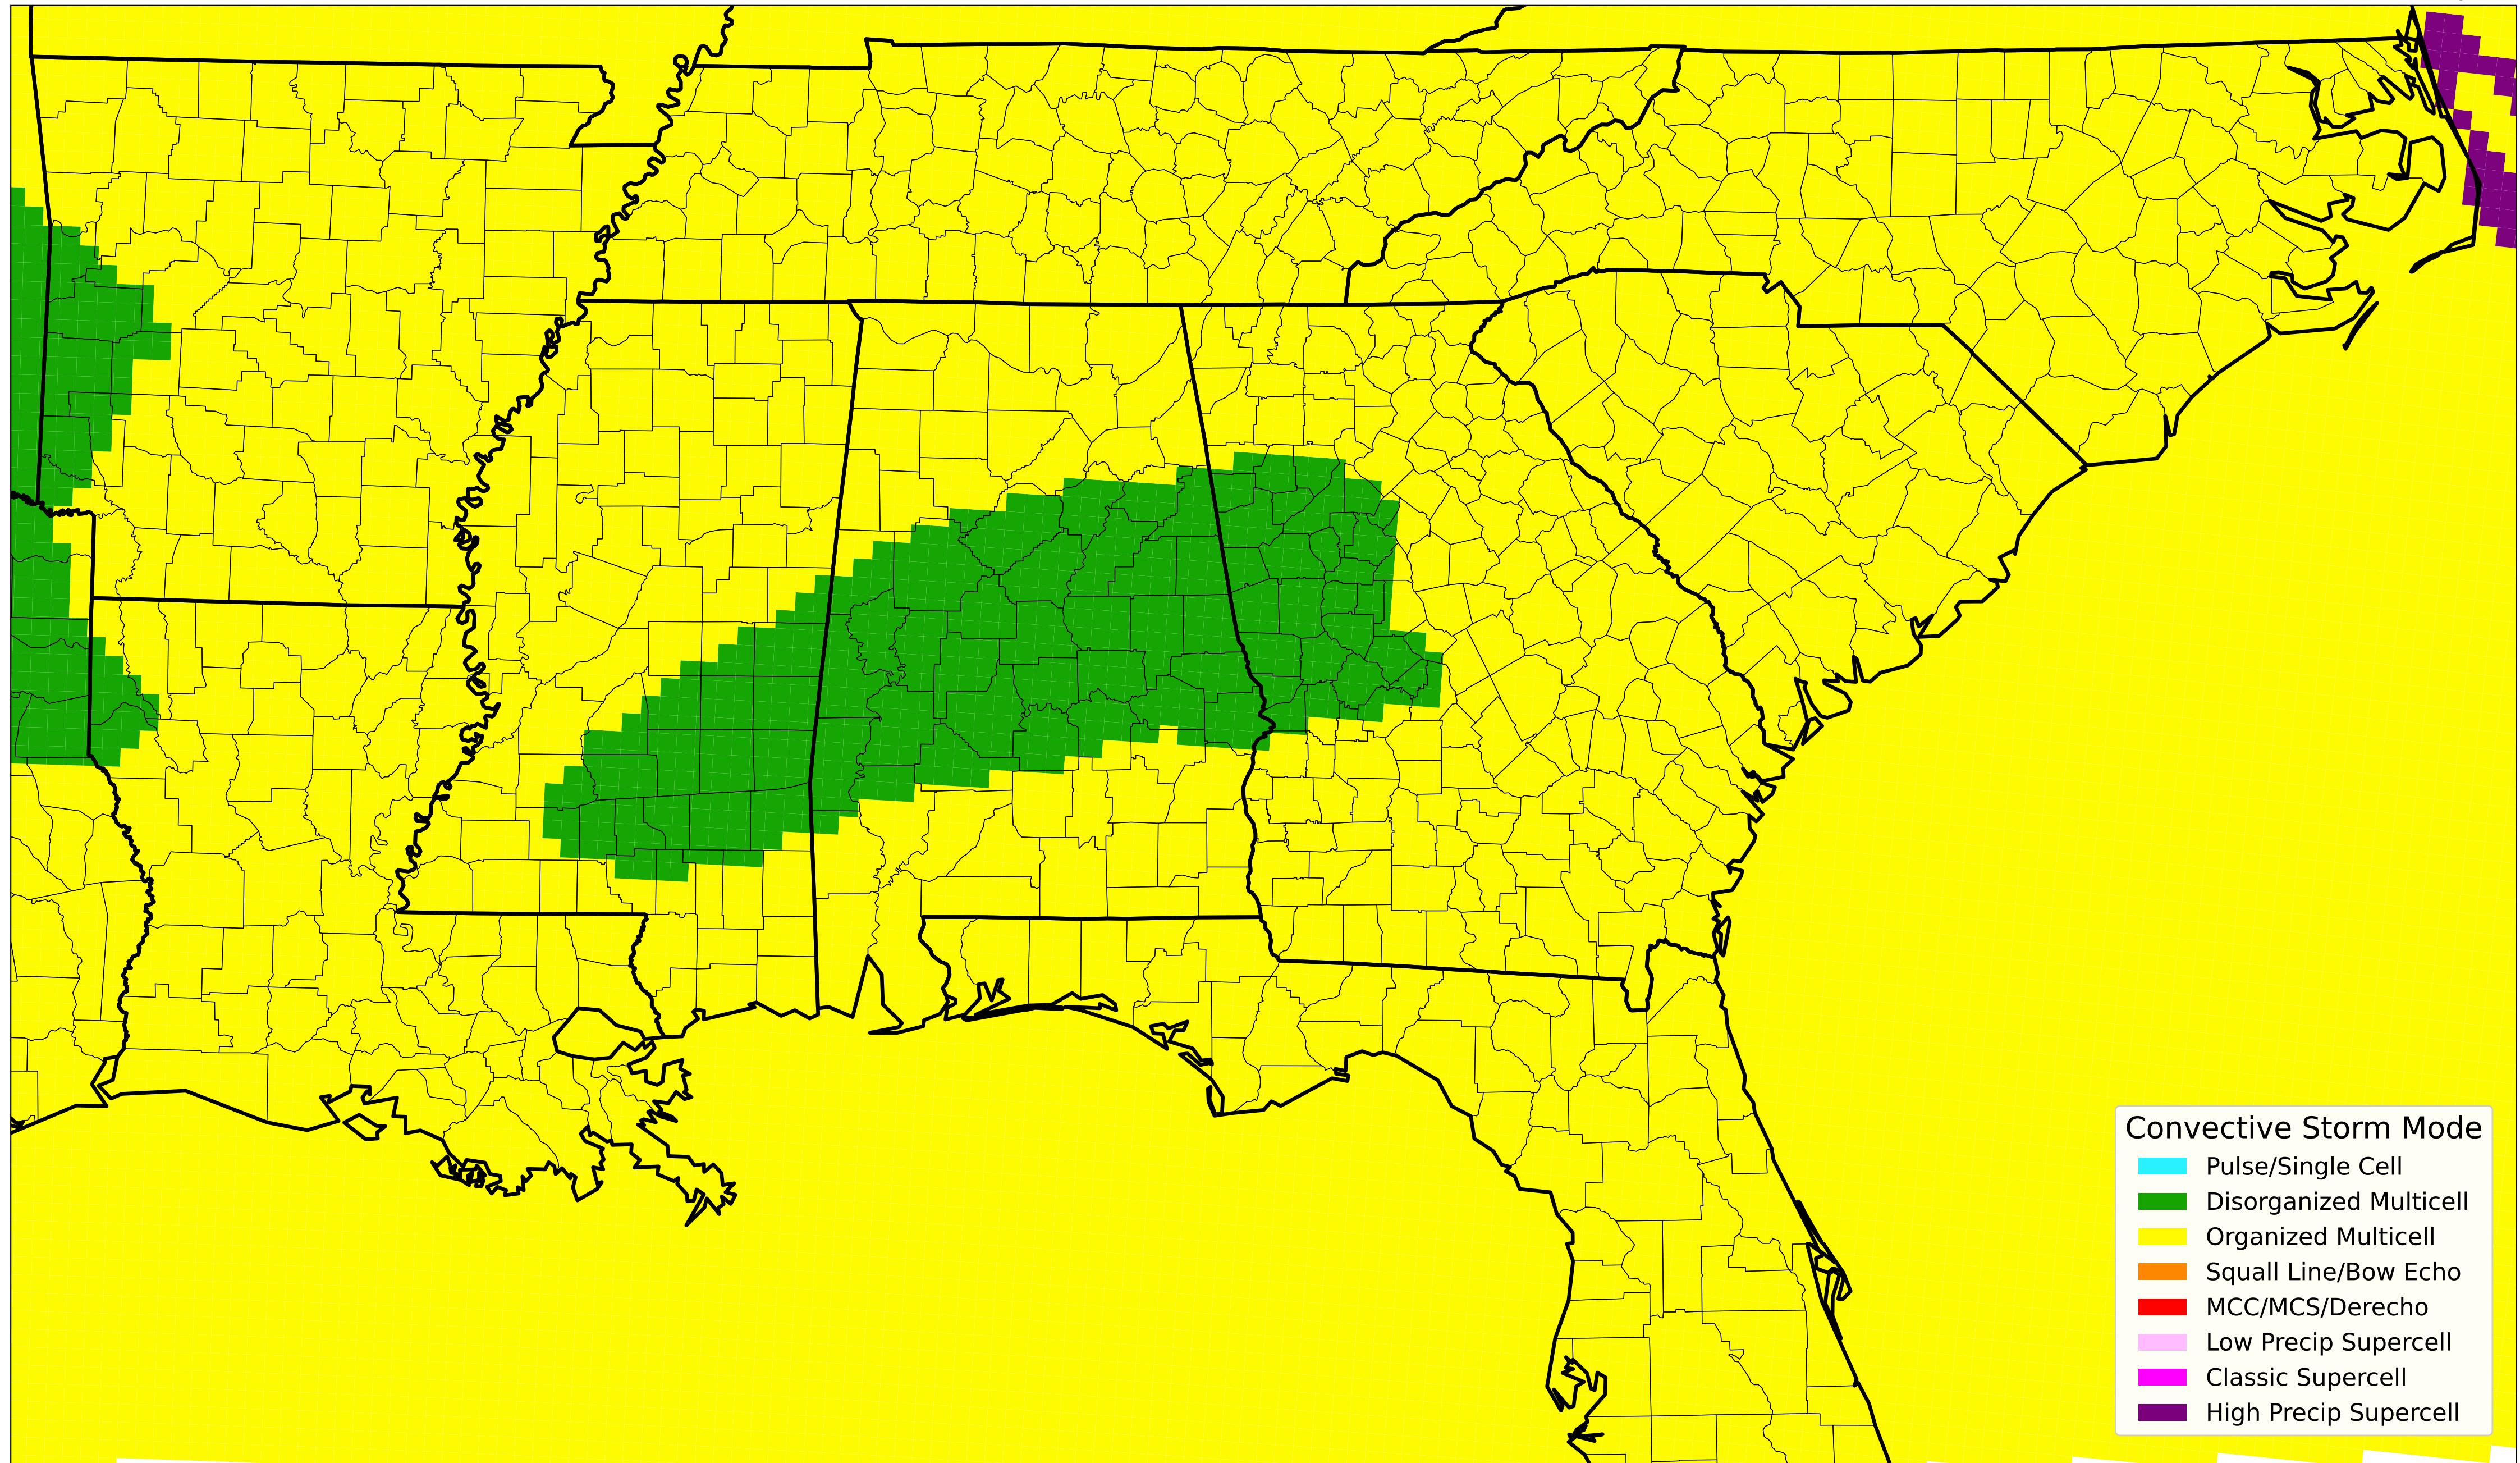 Convective Storm Mode
Pulse/Single Cell
Disorganized Multicell
Organized Multicell
Squall Line/Bow Echo
MCC/MCS/Derecho
Low Precip Supercell
Classic Supercell
High Precip Supercell